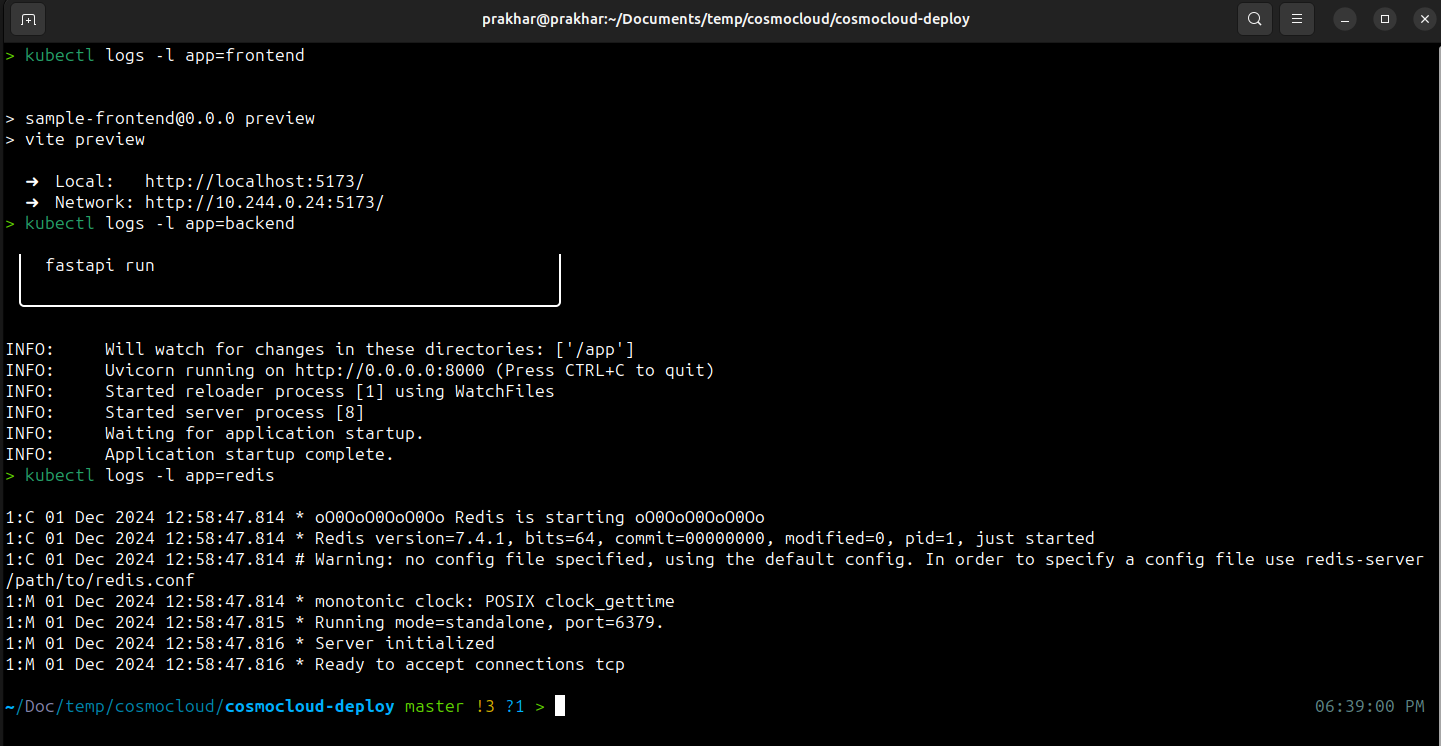 prakhar@prakhar:~/Documents/temp/cosmocloud/cosmocloud-deploy
> kubectl logs -l app=frontend
> sample-frontend@0.0.0 preview
> vite preview
➜ Local: http://localhost:5173/
➜ Network: http://10.244.0.24:5173/
> kubectl logs -l app=backend
fastapi run
INFO: Will watch for changes in these directories: ['/app']
INFO: Uvicorn running on http://0.0.0.0:8000 (Press CTRL+C to quit)
INFO: Started reloader process [1] using WatchFiles
INFO: Started server process [8]
INFO: Waiting for application startup.
INFO: Application startup complete.
> kubectl logs -l app=redis
1:C 01 Dec 2024 12:58:47.814 * oO0OoO0OoO0Oo Redis is starting oO0OoO0OoO0Oo
1:C 01 Dec 2024 12:58:47.814 * Redis version=7.4.1, bits=64, commit=00000000, modified=0, pid=1, just started
1:C 01 Dec 2024 12:58:47.814 # Warning: no config file specified, using the default config. In order to specify a config file use redis-server
/path/to/redis.conf
1:M 01 Dec 2024 12:58:47.814 * monotonic clock: POSIX clock_gettime
1:M 01 Dec 2024 12:58:47.815 * Running mode=standalone, port=6379.
1:M 01 Dec 2024 12:58:47.816 * Server initialized
1:M 01 Dec 2024 12:58:47.816 * Ready to accept connections tcp
~/Doc/temp/cosmocloud/cosmocloud-deploy master !3 ?1 > 06:39:00 PM